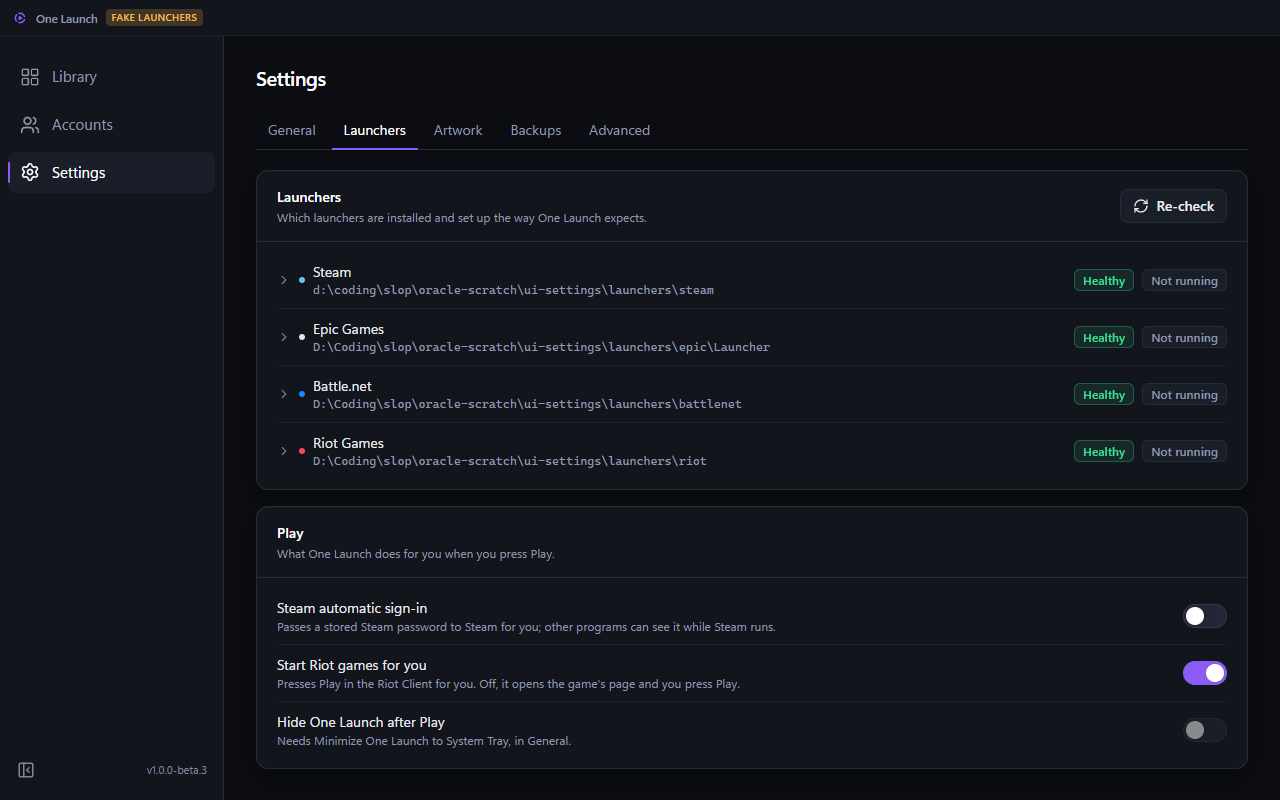 One Launch FAKE LAUNCHERS
Library
Accounts
Settings
v1.0.0-beta.3
Settings
General Launchers Artwork Backups Advanced
Launchers
Which launchers are installed and set up the way One Launch expects.
Re-check
Steam
d:\coding\slop\oracle-scratch\ui-settings\launchers\steam
Healthy Not running
Epic Games
D:\Coding\slop\oracle-scratch\ui-settings\launchers\epic\Launcher
Healthy Not running
Battle.net
D:\Coding\slop\oracle-scratch\ui-settings\launchers\battlenet
Healthy Not running
Riot Games
D:\Coding\slop\oracle-scratch\ui-settings\launchers\riot
Healthy Not running
Play
What One Launch does for you when you press Play.
Steam automatic sign-in
Passes a stored Steam password to Steam for you; other programs can see it while Steam runs.
Start Riot games for you
Presses Play in the Riot Client for you. Off, it opens the game's page and you press Play.
Hide One Launch after Play
Needs Minimize One Launch to System Tray, in General.